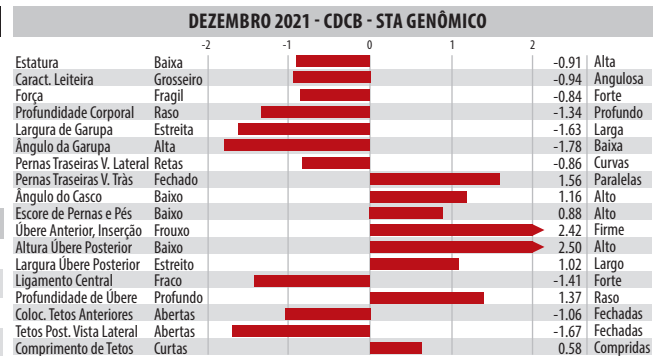 DEZEMBRO 2021 - CDCB - STA GENÔMICO
-2 -1 0 1 2
Estatura Baixa -0.91 Alta
Caract. Leiteira Grosseiro -0.94 Angulosa
Força Fragil -0.84 Forte
Profundidade Corporal Raso -1.34 Profundo
Largura de Garupa Estreita -1.63 Larga
Ângulo da Garupa Alta -1.78 Baixa
Pernas Traseiras V. Lateral Retas -0.86 Curvas
Pernas Traseiras V. Tràs Fechado 1.56 Paralelas
Ângulo do Casco Baixo 1.16 Alto
Escore de Pernas e Pés Baixo 0.88 Alto
Úbere Anterior, Inserção Frouxo 2.42 Firme
Altura Úbere Posterior Baixo 2.50 Alto
Largura Úbere Posterior Estreito 1.02 Largo
Ligamento Central Fraco -1.41 Forte
Profundidade de Úbere Profundo 1.37 Raso
Coloc. Tetos Anteriores Abertas -1.06 Fechadas
Tetos Post. Vista Lateral Abertas -1.67 Fechadas
Comprimento de Tetos Curtas 0.58 Compridas